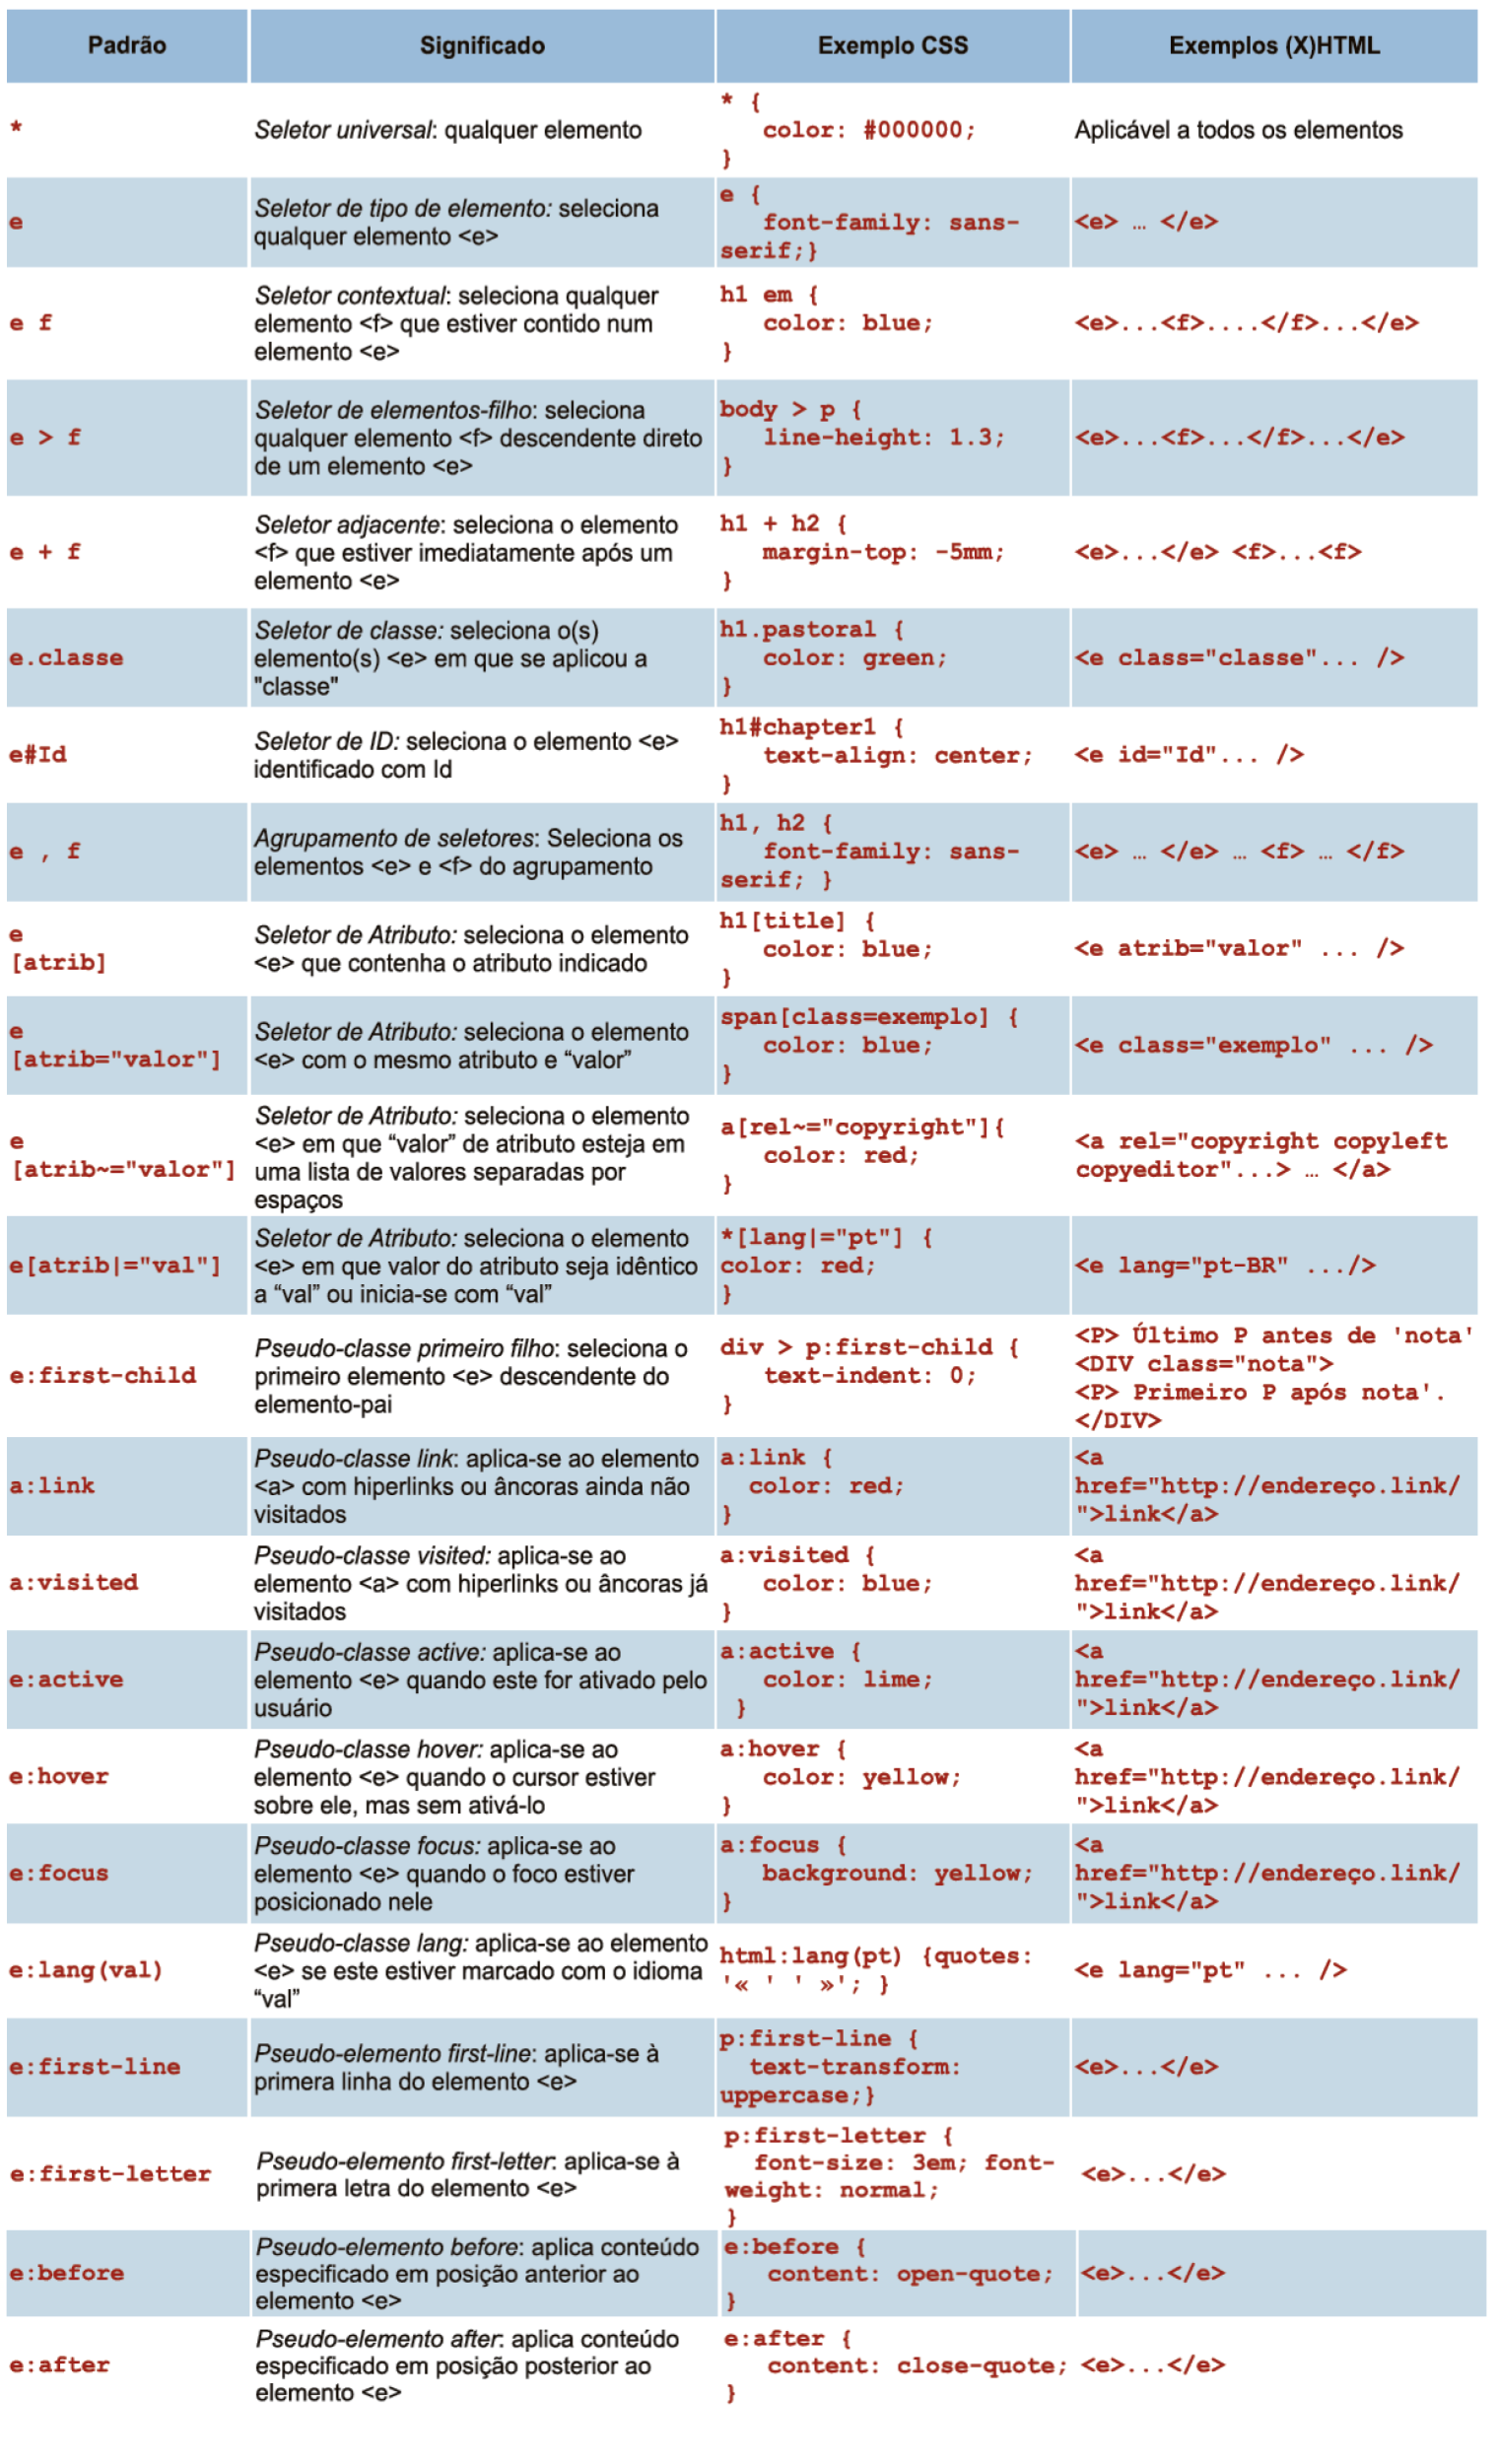 Padrão Significado Exemplo CSS Exemplos (X)HTML
*
Seletor universal: qualquer elemento
* {
color: #000000;
}
Aplicável a todos os elementos
e
Seletor de tipo de elemento: seleciona
qualquer elemento <e>
e {
font-family: sans-
serif;}
<e> … </e>
e f
Seletor contextual: seleciona qualquer
elemento <f> que estiver contido num
elemento <e>
h1 em {
color: blue;
}
<e>...<f>....</f>...</e>
e > f
Seletor de elementos-filho: seleciona
qualquer elemento <f> descendente direto
de um elemento <e>
body > p {
line-height: 1.3;
}
<e>...<f>...</f>...</e>
e + f
Seletor adjacente: seleciona o elemento
<f> que estiver imediatamente após um
elemento <e>
h1 + h2 {
margin-top: -5mm;
}
<e>...</e> <f>...<f>
e.classe
Seletor de classe: seleciona o(s)
elemento(s) <e> em que se aplicou a
"classe"
h1.pastoral {
color: green;
}
<e class="classe"... />
e#Id
Seletor de ID: seleciona o elemento <e>
identificado com Id
h1#chapter1 {
text-align: center;
}
<e id="Id"... />
e , f
Agrupamento de seletores: Seleciona os
elementos <e> e <f> do agrupamento
h1, h2 {
font-family: sans-
serif; }
<e> … </e> … <f> … </f>
e
[atrib]
Seletor de Atributo: seleciona o elemento
<e> que contenha o atributo indicado
h1[title] {
color: blue;
}
<e atrib="valor" ... />
e
[atrib="valor"]
Seletor de Atributo: seleciona o elemento
<e> com o mesmo atributo e “valor”
span[class=exemplo] {
color: blue;
}
<e class="exemplo" ... />
e
[atrib~="valor"]
Seletor de Atributo: seleciona o elemento
<e> em que “valor” de atributo esteja em
uma lista de valores separadas por
espaços
a[rel~="copyright"]{
color: red;
}
<a rel="copyright copyleft
copyeditor"...> … </a>
e[atrib|="val"]
Seletor de Atributo: seleciona o elemento
<e> em que valor do atributo seja idêntico
a “val” ou inicia-se com “val”
*[lang|="pt"] {
color: red;
}
<e lang="pt-BR" .../>
e:first-child
Pseudo-classe primeiro filho: seleciona o
primeiro elemento <e> descendente do
elemento-pai
div > p:first-child {
text-indent: 0;
}
<P> Último P antes de 'nota'
<DIV class="nota">
<P> Primeiro P após nota'.
</DIV>
a:link
Pseudo-classe link: aplica-se ao elemento
<a> com hiperlinks ou âncoras ainda não
visitados
a:link {
color: red;
}
<a
href="http://endereço.link/
">link</a>
a:visited
Pseudo-classe visited: aplica-se ao
elemento <a> com hiperlinks ou âncoras já
visitados
a:visited {
color: blue;
}
<a
href="http://endereço.link/
">link</a>
e:active
Pseudo-classe active: aplica-se ao
elemento <e> quando este for ativado pelo
usuário
a:active {
color: lime;
}
<a
href="http://endereço.link/
">link</a>
e:hover
Pseudo-classe hover: aplica-se ao
elemento <e> quando o cursor estiver
sobre ele, mas sem ativá-lo
a:hover {
color: yellow;
}
<a
href="http://endereço.link/
">link</a>
e:focus
Pseudo-classe focus: aplica-se ao
elemento <e> quando o foco estiver
posicionado nele
a:focus {
background: yellow;
}
<a
href="http://endereço.link/
">link</a>
e:lang(val)
Pseudo-classe lang: aplica-se ao elemento
<e> se este estiver marcado com o idioma
“val”
html:lang(pt) {quotes:
'« ' ' »'; }
<e lang="pt" ... />
e:first-line
Pseudo-elemento first-line: aplica-se à
primera linha do elemento <e>
p:first-line {
text-transform:
uppercase;}
<e>...</e>
e:first-letter
Pseudo-elemento first-letter: aplica-se à
primera letra do elemento <e>
p:first-letter {
font-size: 3em; font-
weight: normal;
}
<e>...</e>
e:before
Pseudo-elemento before: aplica conteúdo
especificado em posição anterior ao
elemento <e>
e:before {
content: open-quote;
}
<e>...</e>
e:after
Pseudo-elemento after: aplica conteúdo
especificado em posição posterior ao
elemento <e>
e:after {
content: close-quote;
}
<e>...</e>